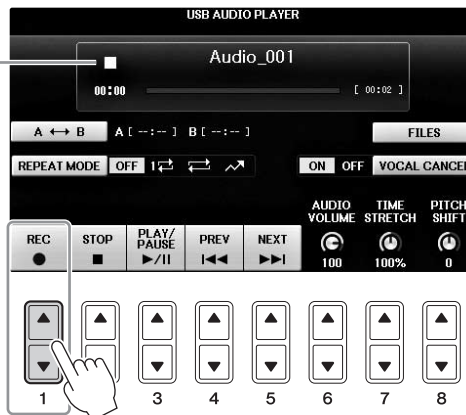 USB AUDIO PLAYER
Audio_001
00:00 [ 00:02 ]
A ↔ B A [ --:-- ] B [ --:-- ] FILES
REPEAT MODE OFF 1 ON OFF VOCAL CANCEL
AUDIO VOLUME TIME STRETCH PITCH SHIFT
REC STOP PLAY/PAUSE PREV NEXT
100 100% 0
1 3 4 5 6 7 8